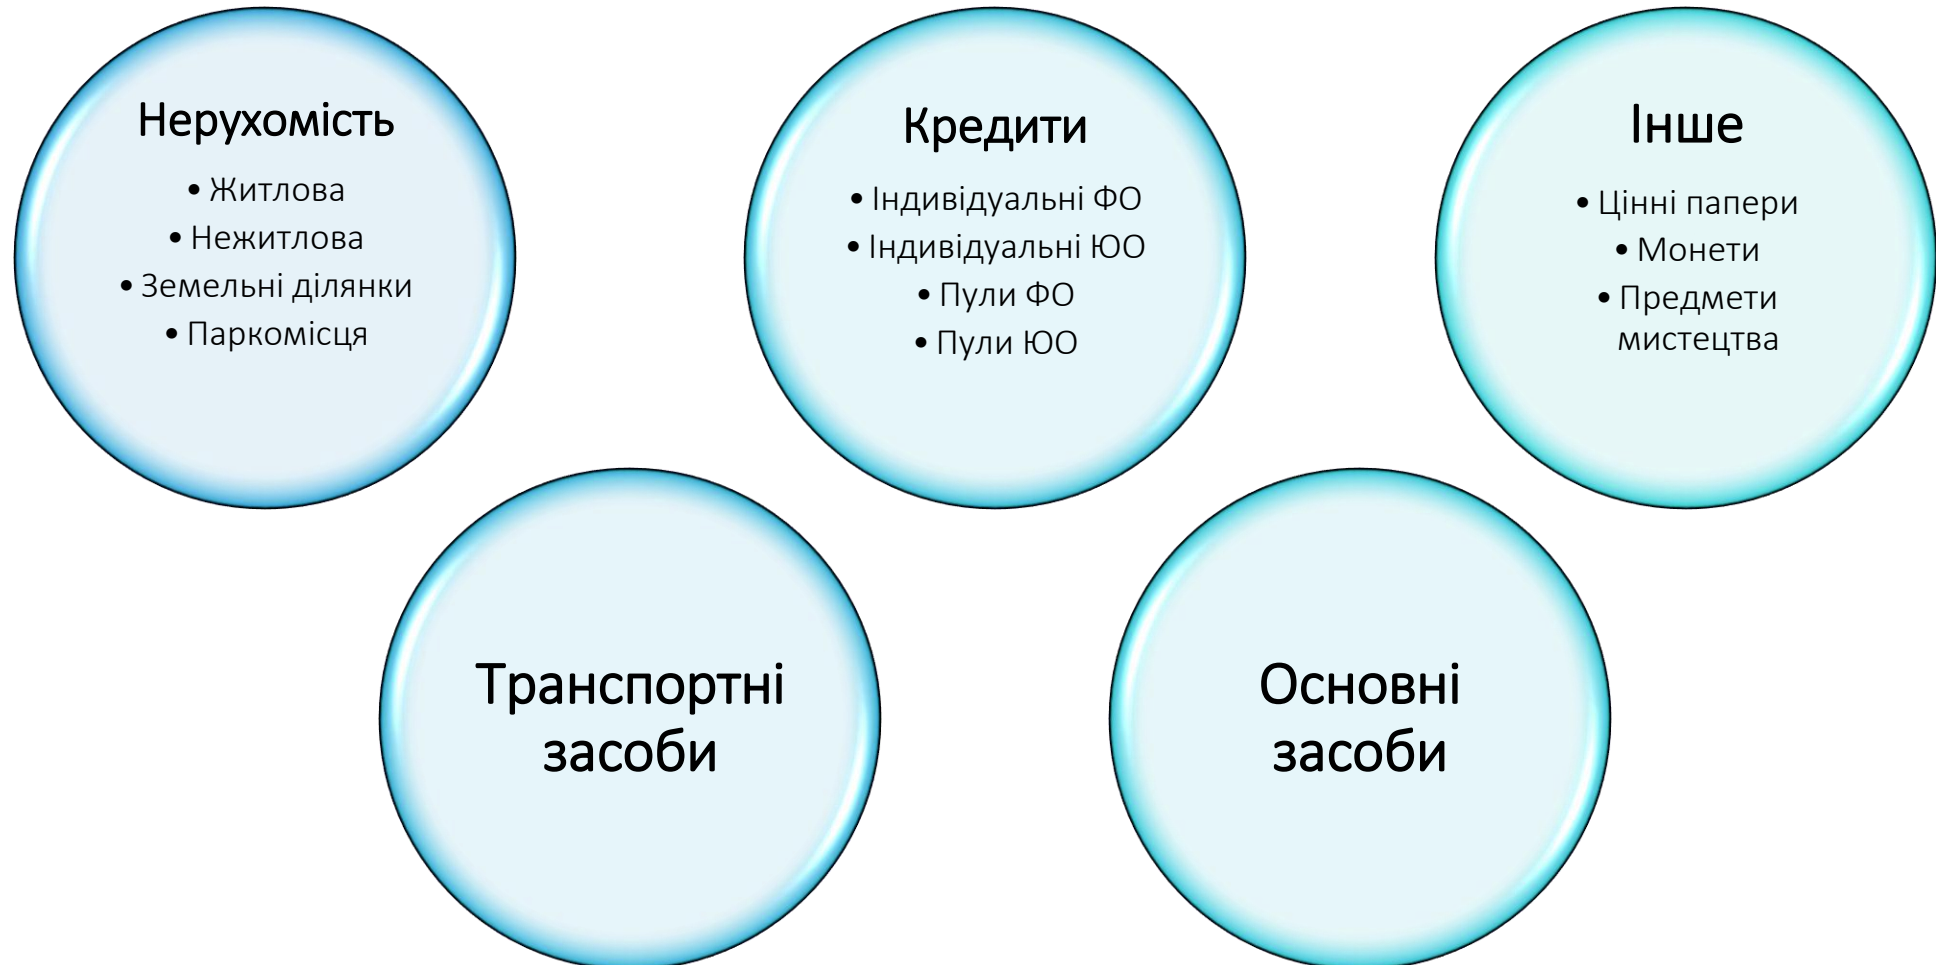 Нерухомість
• Житлова
• Нежитлова
• Земельні ділянки
• Паркомісця
Кредити
• Індивідуальні ФО
• Індивідуальні ЮО
• Пули ФО
• Пули ЮО
Інше
• Цінні папери
• Монети
• Предмети
мистецтва
Транспортні
засоби
Основні
засоби